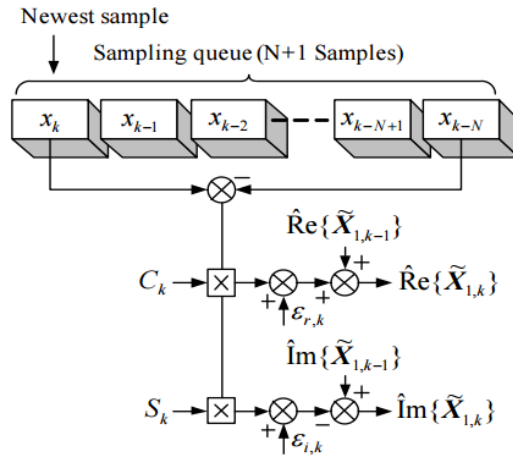 Newest sample
Sampling queue (N+1 Samples)
x_k x_{k-1} x_{k-2} x_{k-N+1} x_{k-N}
−
R̂e{X̃_{1,k-1}}
+
C_k × + ε_{r,k} + R̂e{X̃_{1,k}}
Îm{X̃_{1,k-1}}
+
S_k × + ε_{i,k} − Îm{X̃_{1,k}}